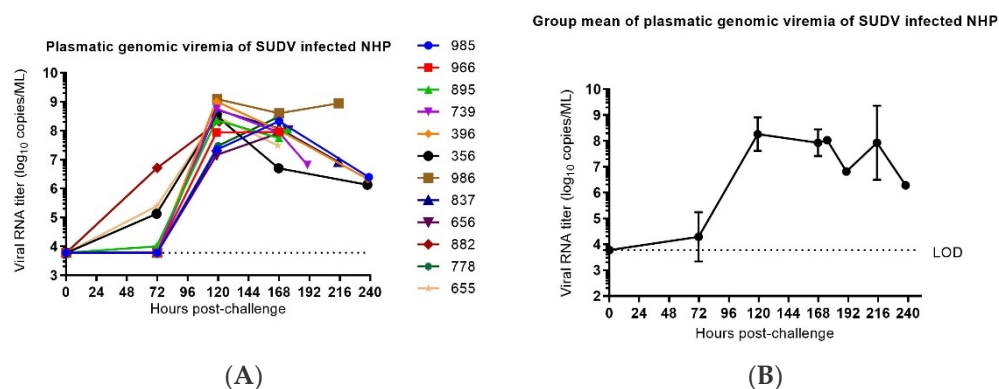 Plasmatic genomic viremia of SUDV infected NHP
Viral RNA titer (log10 copies/ML)
10
9
8
7
6
5
4
3
0 24 48 72 96 120 144 168 192 216 240
Hours post-challenge
985
966
895
739
396
356
986
837
656
882
778
655
(A)
Group mean of plasmatic genomic viremia of SUDV infected NHP
Viral RNA titer (log10 copies/ML)
10
9
8
7
6
5
4
3
2
LOD
0 24 48 72 96 120 144 168 192 216 240
Hours post-challenge
(B)